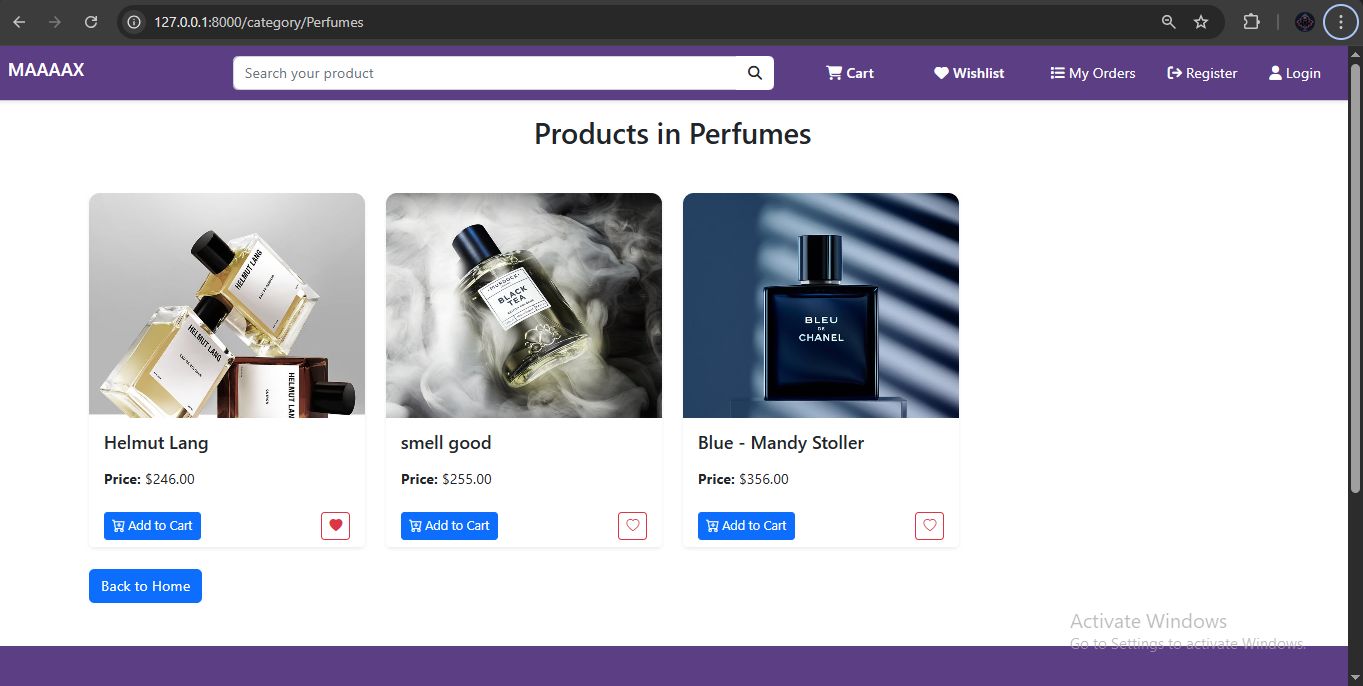 127.0.0.1:8000/category/Perfumes
MAAAAX
Search your product
Cart
Wishlist
My Orders
Register
Login
Products in Perfumes
HELMUT LANG
HELMUT LANG
HELMUT LAN
MURDOCK
BLACK
TEA
BLEU
DE
CHANEL
Helmut Lang
smell good
Blue - Mandy Stoller
Price: $246.00
Price: $255.00
Price: $356.00
Add to Cart
Add to Cart
Add to Cart
Back to Home
Activate Windows
Go to Settings to activate Windows.